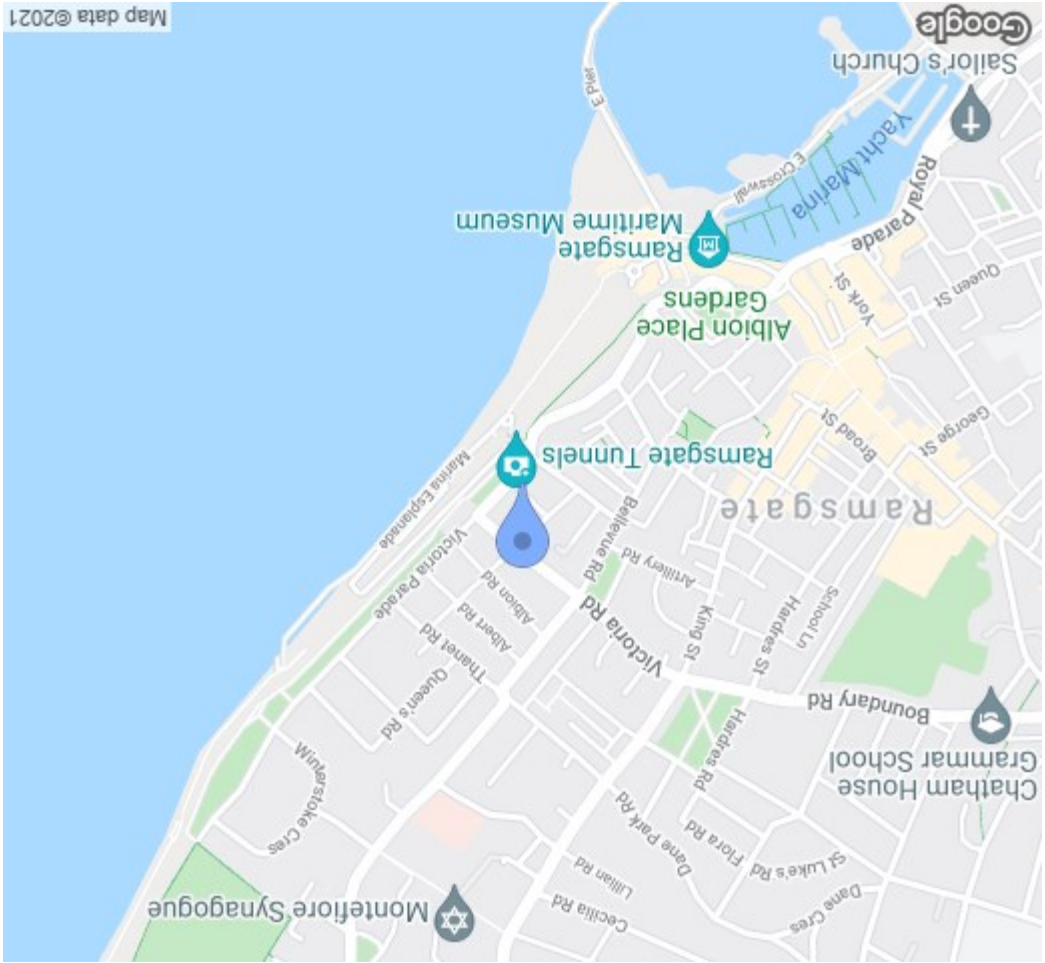 Montefiore Synagogue
Cecilia Rd
Dane Cres
Lillian Rd
St Luke's Rd
Winterstoke Cres
Flora Rd
Dane Park Rd
Chatham House
Grammar School
Hardres Rd
Boundary Rd
Queen's Rd
Thanet Rd
Victoria Rd
Albert Rd
King St
Hardres St
School Ln
Albion Rd
Victoria Parade
Artillery Rd
Bellevue Rd
Ramsgate
Marina Esplanade
Ramsgate Tunnels
Broad St
George St
Albion Place
Gardens
York St
Queen St
Ramsgate
Maritime Museum
Royal Parade
E Crosswall
Yacht Marina
E Pier
Sailor's Church
Google
Map data ©2021